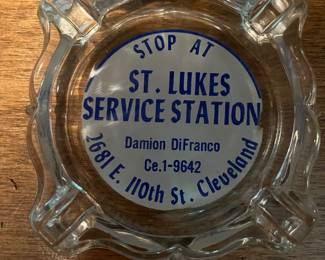 STOP AT
ST. LUKES
SERVICE STATION
Damion DiFranco
Ce.1-9642
2681 E. 110th St. Cleveland